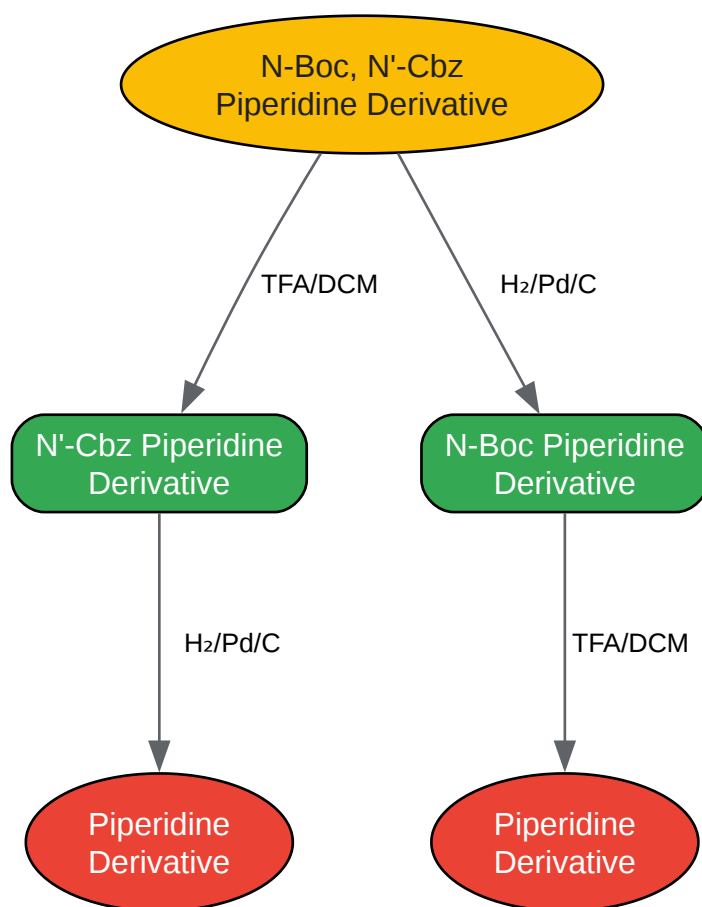 N-Boc, N'-Cbz
Piperidine Derivative
TFA/DCM
H₂/Pd/C
N'-Cbz Piperidine
Derivative
N-Boc Piperidine
Derivative
H₂/Pd/C
TFA/DCM
Piperidine
Derivative
Piperidine
Derivative